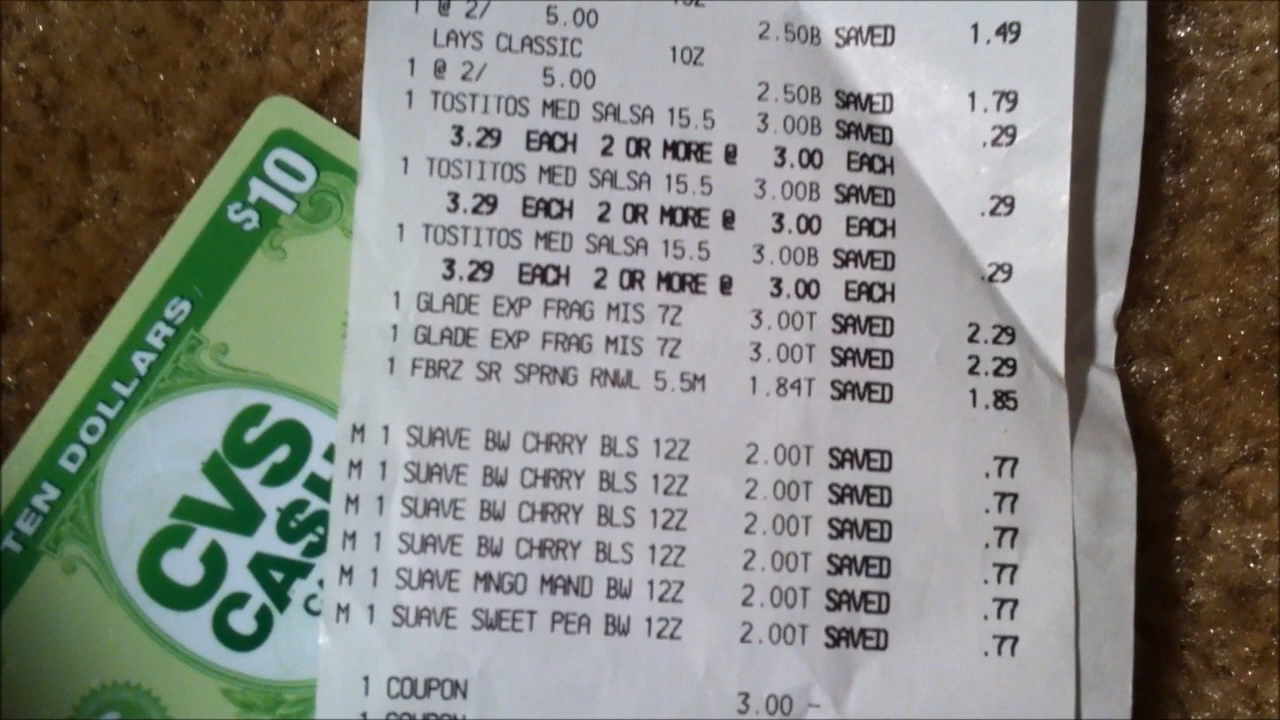 1 @ 2/ 5.00 2.50B SAVED 1.49
LAYS CLASSIC 10Z
1 @ 2/ 5.00 2.50B SAVED 1.79
1 TOSTITOS MED SALSA 15.5 3.00B SAVED .29
3.29 EACH 2 OR MORE @ 3.00 EACH
1 TOSTITOS MED SALSA 15.5 3.00B SAVED .29
3.29 EACH 2 OR MORE @ 3.00 EACH
1 TOSTITOS MED SALSA 15.5 3.00B SAVED .29
3.29 EACH 2 OR MORE @ 3.00 EACH
1 GLADE EXP FRAG MIS 7Z 3.00T SAVED 2.29
1 GLADE EXP FRAG MIS 7Z 3.00T SAVED 2.29
1 FBRZ SR SPRNG RNWL 5.5M 1.84T SAVED 1.85
M 1 SUAVE BW CHRRY BLS 12Z 2.00T SAVED .77
M 1 SUAVE BW CHRRY BLS 12Z 2.00T SAVED .77
M 1 SUAVE BW CHRRY BLS 12Z 2.00T SAVED .77
M 1 SUAVE BW CHRRY BLS 12Z 2.00T SAVED .77
M 1 SUAVE MNGO MAND BW 12Z 2.00T SAVED .77
M 1 SUAVE SWEET PEA BW 12Z 2.00T SAVED .77
1 COUPON 3.00 -
1 COUPON
$10
TEN DOLLARS
CVS
CA$H